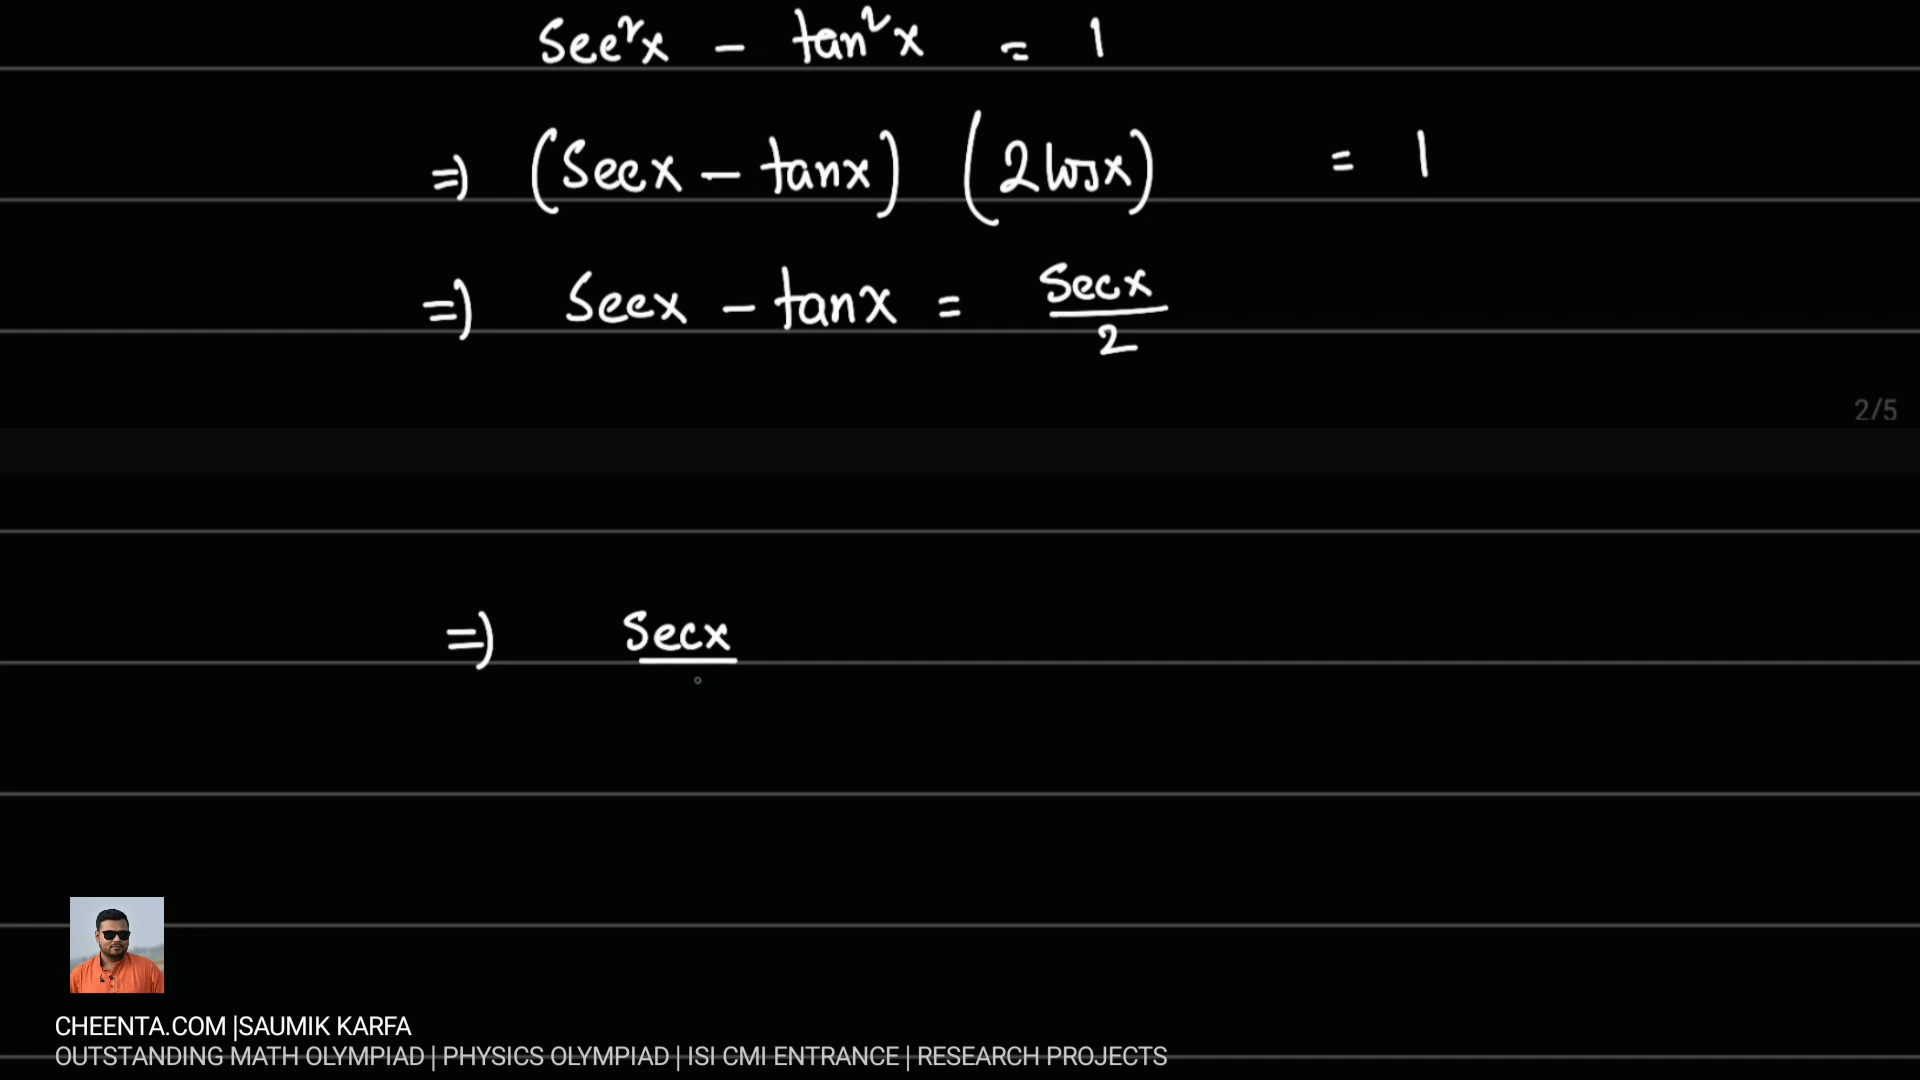 sec²x - tan²x = 1
⇒ (secx - tanx) (2cosx) = 1
⇒ secx - tanx = secx/2
2/5
⇒ secx
CHEENTA.COM |SAUMIK KARFA
OUTSTANDING MATH OLYMPIAD | PHYSICS OLYMPIAD | ISI CMI ENTRANCE | RESEARCH PROJECTS